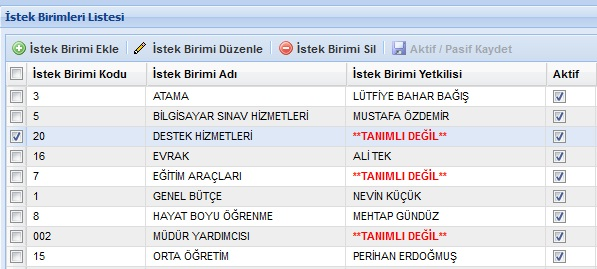 İstek Birimleri Listesi
İstek Birimi Ekle İstek Birimi Düzenle İstek Birimi Sil Aktif / Pasif Kaydet
İstek Birimi Kodu İstek Birimi Adı İstek Birimi Yetkilisi Aktif
3 ATAMA LÜTFİYE BAHAR BAĞIŞ
5 BİLGİSAYAR SINAV HİZMETLERİ MUSTAFA ÖZDEMİR
20 DESTEK HİZMETLERİ **TANIMLI DEĞİL**
16 EVRAK ALİ TEK
7 EĞİTİM ARAÇLARI **TANIMLI DEĞİL**
1 GENEL BÜTÇE NEVİN KÜÇÜK
8 HAYAT BOYU ÖĞRENME MEHTAP GÜNDÜZ
002 MÜDÜR YARDIMCISI **TANIMLI DEĞİL**
15 ORTA ÖĞRETİM PERİHAN ERDOĞMUŞ